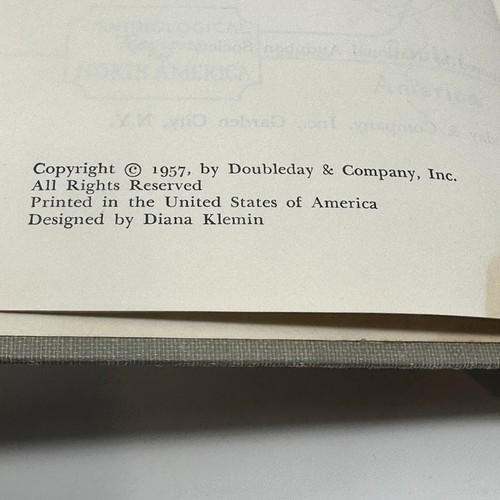 Copyright © 1957, by Doubleday & Company, Inc.
All Rights Reserved
Printed in the United States of America
Designed by Diana Klemin